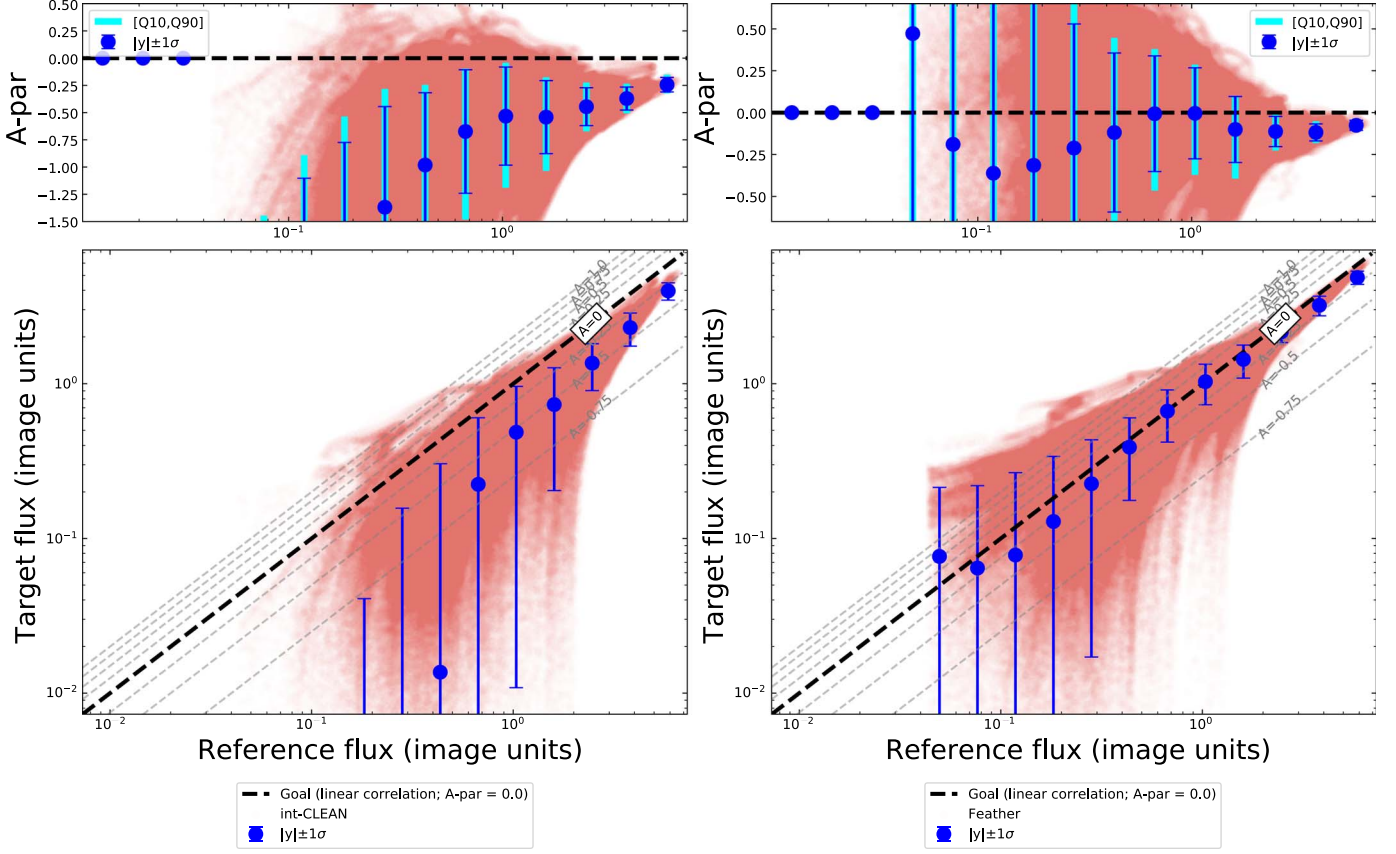 [Q10,Q90]
|y|±1σ
0.50
0.25
0.00
−0.25
−0.50
−0.75
−1.00
−1.25
−1.50
A-par
10⁻¹
10⁰
[Q10,Q90]
|y|±1σ
0.50
0.25
0.00
−0.25
−0.50
A-par
10⁻¹
10⁰
A=1.0
A=0
A=-0.75
10⁰
10⁻¹
10⁻²
Target flux (image units)
10⁻²
10⁻¹
10⁰
Reference flux (image units)
A=1.0
A=0
A=-0.5
A=-0.75
10⁰
10⁻¹
10⁻²
Target flux (image units)
10⁻²
10⁻¹
10⁰
Reference flux (image units)
Goal (linear correlation; A-par = 0.0)
int-CLEAN
|y|±1σ
Goal (linear correlation; A-par = 0.0)
Feather
|y|±1σ